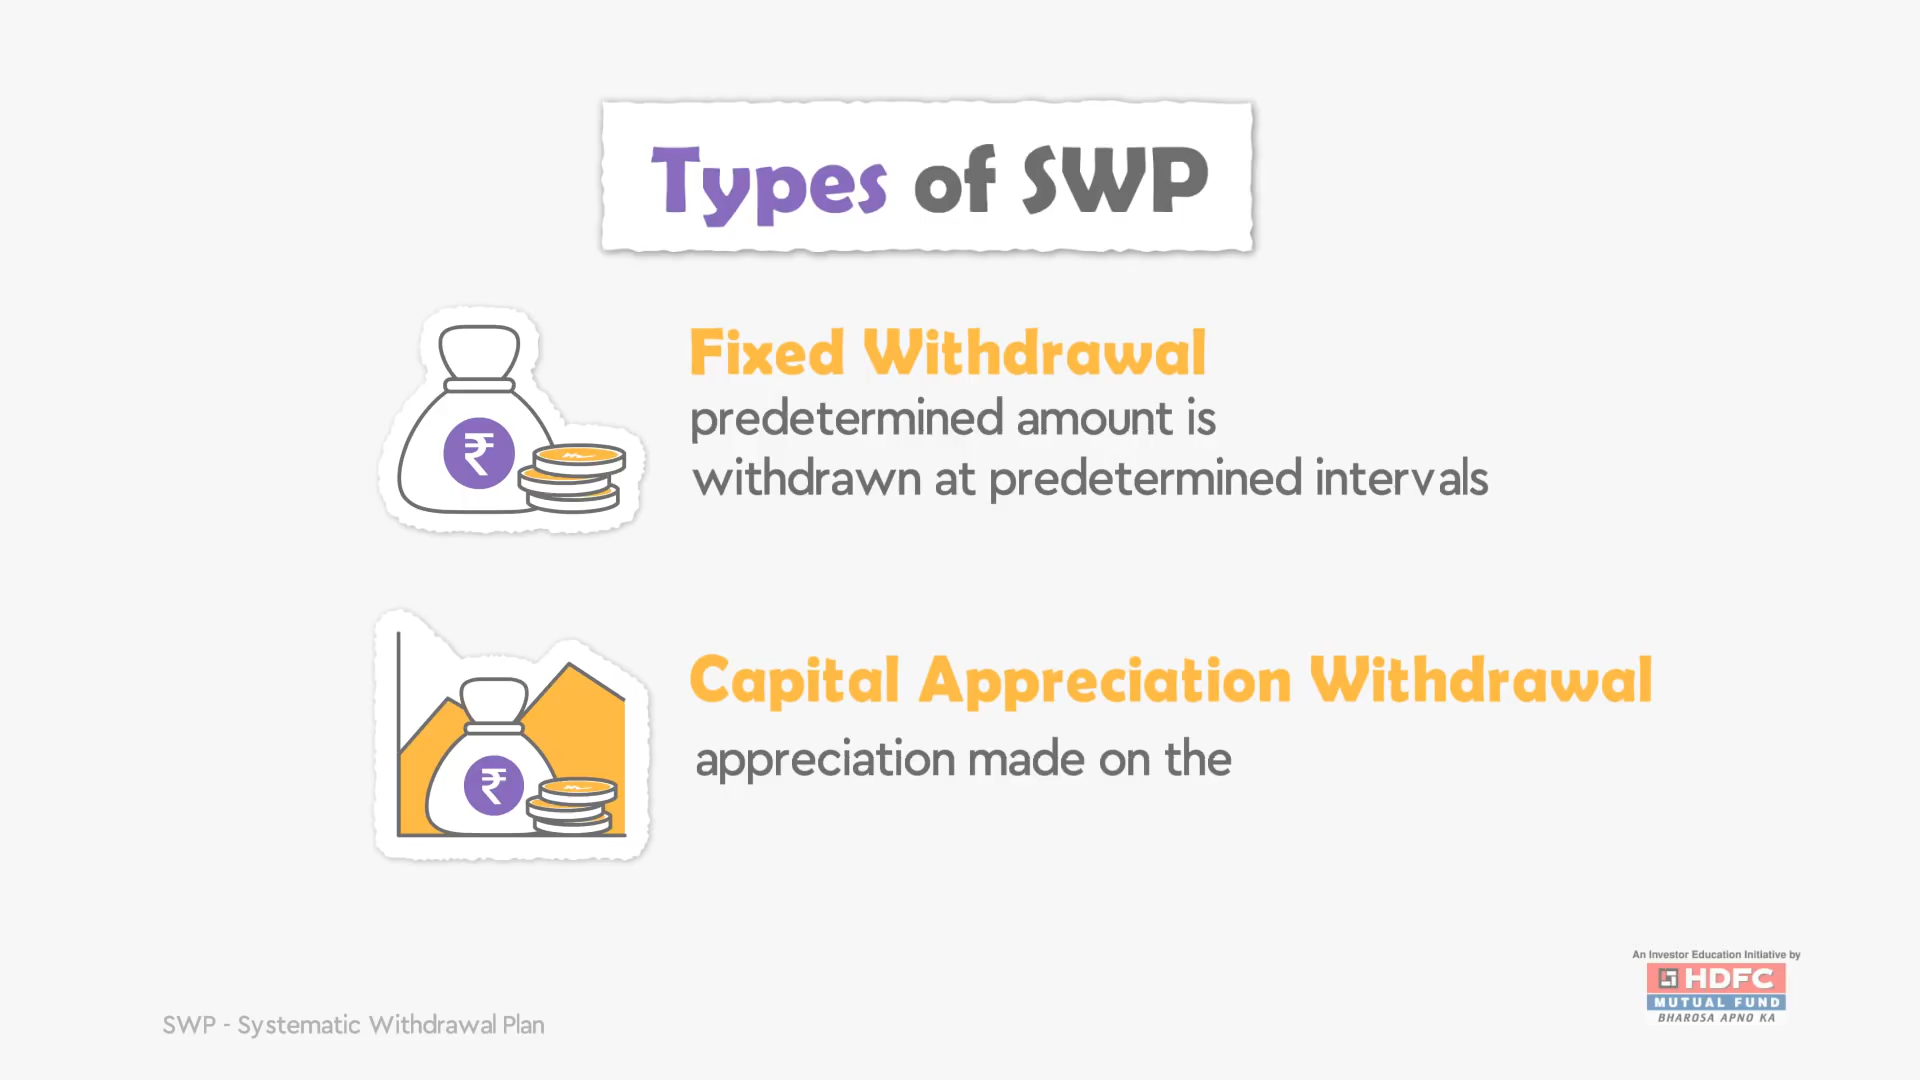 Types of SWP
Fixed Withdrawal
predetermined amount is
withdrawn at predetermined intervals
₹
Capital Appreciation Withdrawal
appreciation made on the
₹
An Investor Education Initiative by
HDFC
MUTUAL FUND
BHAROSA APNO KA
SWP - Systematic Withdrawal Plan